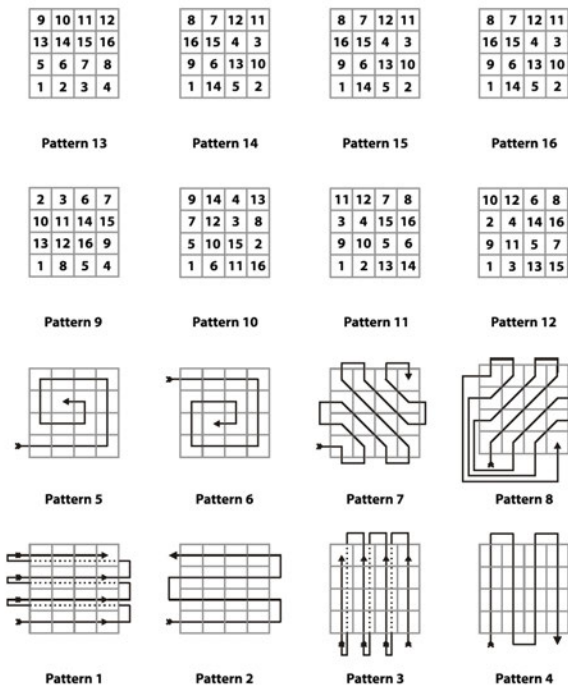 9 10 11 12 8 7 12 11 8 7 12 11 8 7 12 11
13 14 15 16 16 15 4 3 16 15 4 3 16 15 4 3
5 6 7 8 9 6 13 10 9 6 13 10 9 6 13 10
1 2 3 4 1 14 5 2 1 14 5 2 1 14 5 2
Pattern 13 Pattern 14 Pattern 15 Pattern 16
2 3 6 7 9 14 4 13 11 12 7 8 10 12 6 8
10 11 14 15 7 12 3 8 3 4 15 16 2 4 14 16
13 12 16 9 5 10 15 2 9 10 5 6 9 11 5 7
1 8 5 4 1 6 11 16 1 2 13 14 1 3 13 15
Pattern 9 Pattern 10 Pattern 11 Pattern 12
Pattern 5 Pattern 6 Pattern 7 Pattern 8
Pattern 1 Pattern 2 Pattern 3 Pattern 4